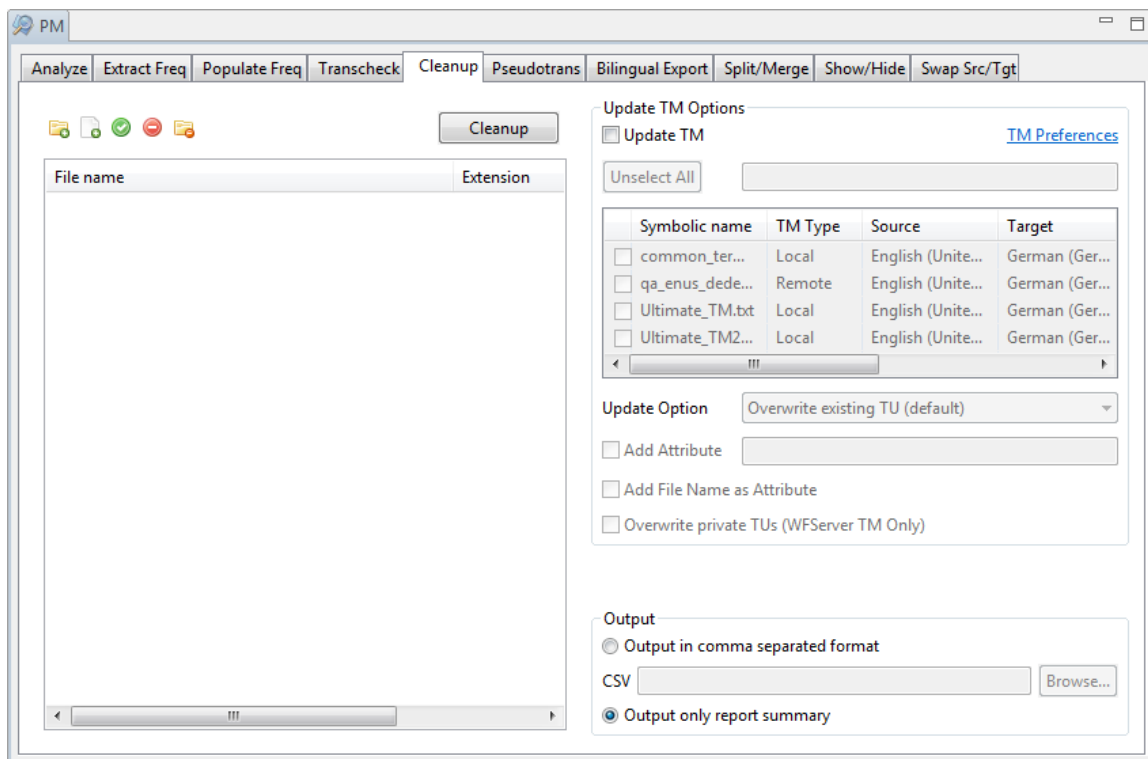 PM
Analyze Extract Freq Populate Freq Transcheck Cleanup Pseudotrans Bilingual Export Split/Merge Show/Hide Swap Src/Tgt
Cleanup
File name Extension
Update TM Options
Update TM TM Preferences
Unselect All
Symbolic name TM Type Source Target
common_ter... Local English (Unite... German (Ger...
qa_enus_dede... Remote English (Unite... German (Ger...
Ultimate_TM.txt Local English (Unite... German (Ger...
Ultimate_TM2... Local English (Unite... German (Ger...
Update Option Overwrite existing TU (default)
Add Attribute
Add File Name as Attribute
Overwrite private TUs (WFServer TM Only)
Output
Output in comma separated format
CSV Browse...
Output only report summary